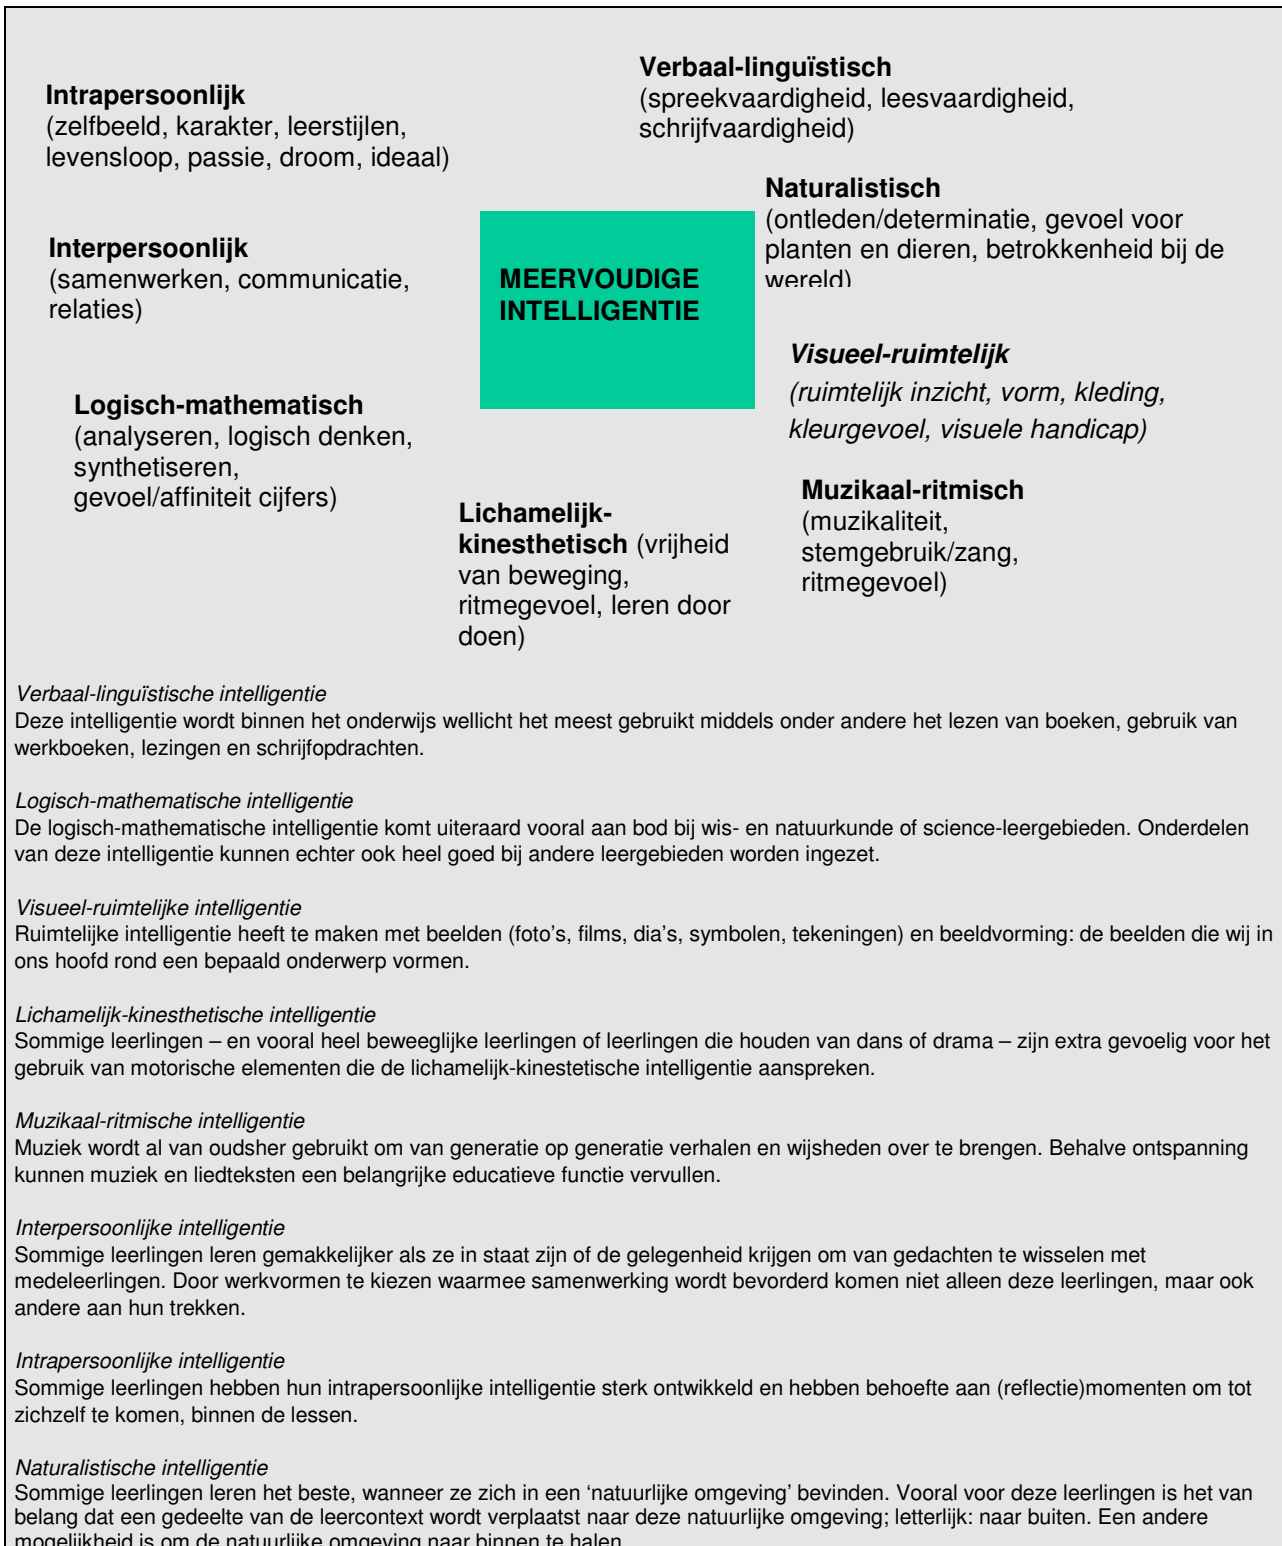 Intrapersoonlijk
(zelfbeeld, karakter, leerstijlen,
levensloop, passie, droom, ideaal)
Verbaal-linguïstisch
(spreekvaardigheid, leesvaardigheid,
schrijfvaardigheid)
Naturalistisch
(ontleden/determinatie, gevoel voor
planten en dieren, betrokkenheid bij de
wereld)
Interpersoonlijk
(samenwerken, communicatie,
relaties)
MEERVOUDIGE
INTELLIGENTIE
Visueel-ruimtelijk
(ruimtelijk inzicht, vorm, kleding,
kleurgevoel, visuele handicap)
Logisch-mathematisch
(analyseren, logisch denken,
synthetiseren,
gevoel/affiniteit cijfers)
Lichamelijk-
kinesthetisch (vrijheid
van beweging,
ritmegevoel, leren door
doen)
Muzikaal-ritmisch
(muzikaliteit,
stemgebruik/zang,
ritmegevoel)
Verbaal-linguïstische intelligentie
Deze intelligentie wordt binnen het onderwijs wellicht het meest gebruikt middels onder andere het lezen van boeken, gebruik van
werkboeken, lezingen en schrijfopdrachten.
Logisch-mathematische intelligentie
De logisch-mathematische intelligentie komt uiteraard vooral aan bod bij wis- en natuurkunde of science-leergebieden. Onderdelen
van deze intelligentie kunnen echter ook heel goed bij andere leergebieden worden ingezet.
Visueel-ruimtelijke intelligentie
Ruimtelijke intelligentie heeft te maken met beelden (foto's, films, dia's, symbolen, tekeningen) en beeldvorming: de beelden die wij in
ons hoofd rond een bepaald onderwerp vormen.
Lichamelijk-kinesthetische intelligentie
Sommige leerlingen – en vooral heel beweeglijke leerlingen of leerlingen die houden van dans of drama – zijn extra gevoelig voor het
gebruik van motorische elementen die de lichamelijk-kinestetische intelligentie aanspreken.
Muzikaal-ritmische intelligentie
Muziek wordt al van oudsher gebruikt om van generatie op generatie verhalen en wijsheden over te brengen. Behalve ontspanning
kunnen muziek en liedteksten een belangrijke educatieve functie vervullen.
Interpersoonlijke intelligentie
Sommige leerlingen leren gemakkelijker als ze in staat zijn of de gelegenheid krijgen om van gedachten te wisselen met
medeleerlingen. Door werkvormen te kiezen waarmee samenwerking wordt bevorderd komen niet alleen deze leerlingen, maar ook
andere aan hun trekken.
Intrapersoonlijke intelligentie
Sommige leerlingen hebben hun intrapersoonlijke intelligentie sterk ontwikkeld en hebben behoefte aan (reflectie)momenten om tot
zichzelf te komen, binnen de lessen.
Naturalistische intelligentie
Sommige leerlingen leren het beste, wanneer ze zich in een 'natuurlijke omgeving' bevinden. Vooral voor deze leerlingen is het van
belang dat een gedeelte van de leercontext wordt verplaatst naar deze natuurlijke omgeving; letterlijk: naar buiten. Een andere
mogelijkheid is om de natuurlijke omgeving naar binnen te halen.